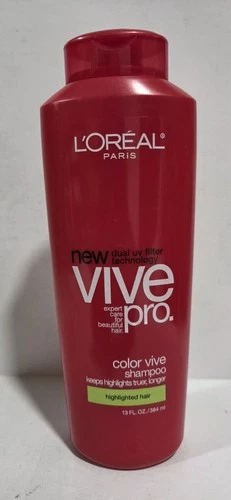 L'ORÉAL
PARIS
new dual uv filter
technology
VIVE
expert
care
for
beautiful
hair.
pro.
color vive
shampoo
keeps highlights truer, longer
highlighted hair
13 FL. OZ./384 ml